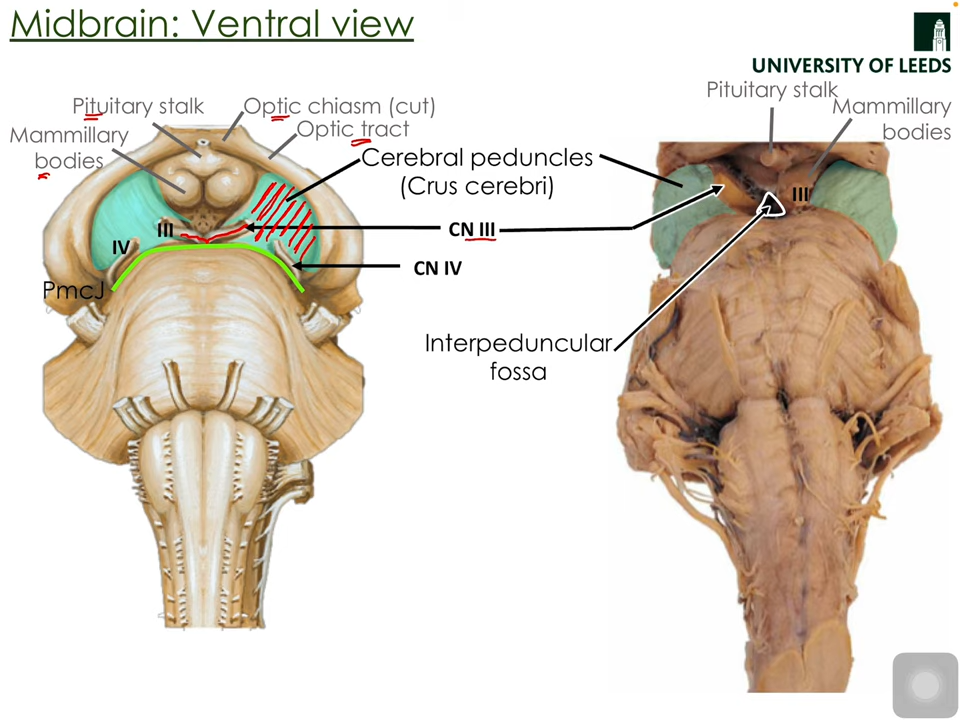 Midbrain: Ventral view
UNIVERSITY OF LEEDS
Pituitary stalk
Optic chiasm (cut)
Mammillary
bodies
Optic tract
Pituitary stalk
Mammillary
bodies
Cerebral peduncles
(Crus cerebri)
III
III
CN III
IV
CN IV
PmcJ
Interpeduncular
fossa